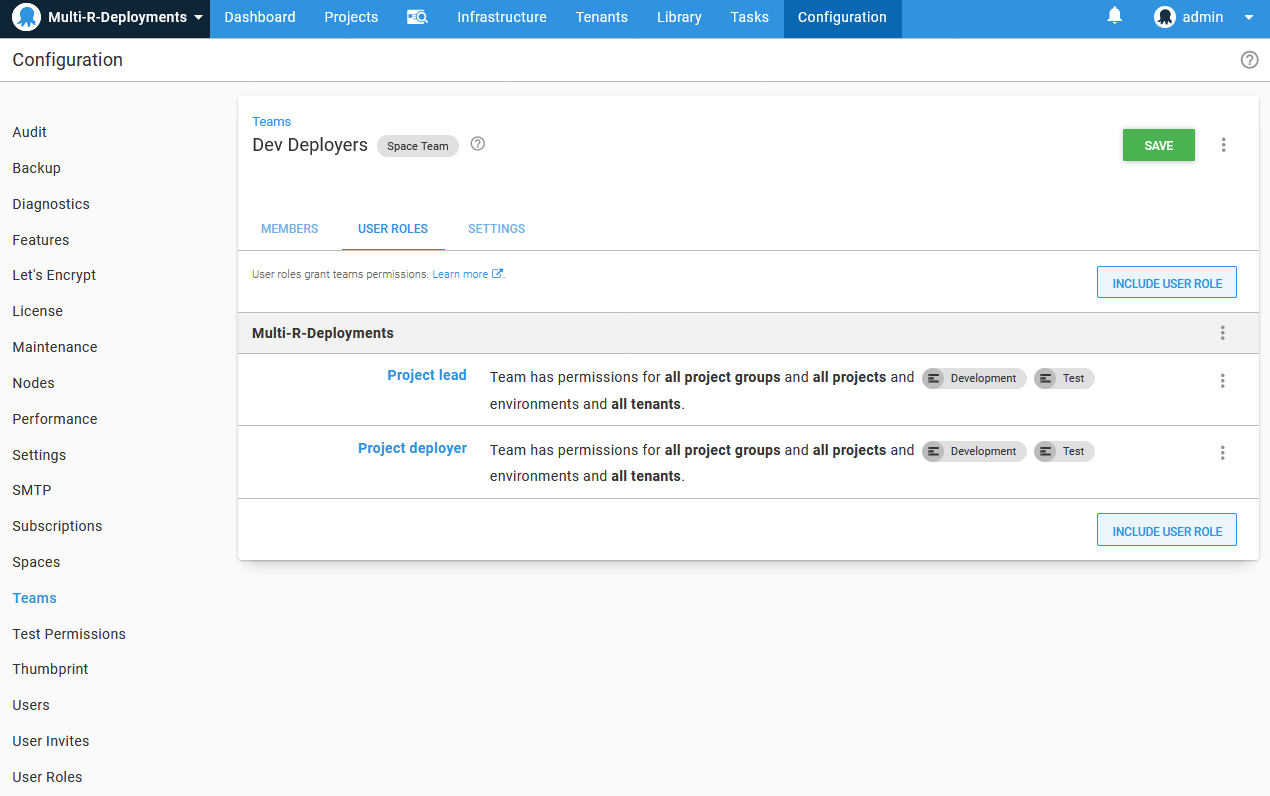 Multi-R-Deployments Dashboard Projects Infrastructure Tenants Library Tasks Configuration admin
Configuration
Audit
Backup
Diagnostics
Features
Let's Encrypt
License
Maintenance
Nodes
Performance
Settings
SMTP
Subscriptions
Spaces
Teams
Test Permissions
Thumbprint
Users
User Invites
User Roles
Teams
Dev Deployers Space Team
SAVE
MEMBERS USER ROLES SETTINGS
User roles grant teams permissions. Learn more.
INCLUDE USER ROLE
Multi-R-Deployments
Project lead Team has permissions for all project groups and all projects and Development Test
environments and all tenants.
Project deployer Team has permissions for all project groups and all projects and Development Test
environments and all tenants.
INCLUDE USER ROLE